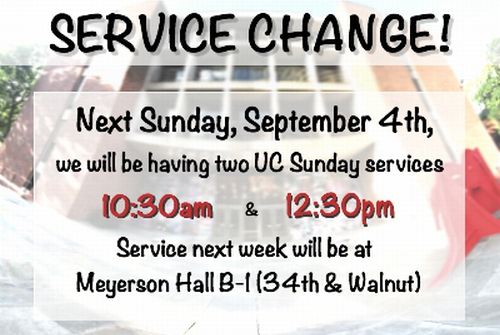 SERVICE CHANGE!
Next Sunday, September 4th,
we will be having two UC Sunday services
10:30am & 12:30pm
Service next week will be at
Meyerson Hall B-1 (34th & Walnut)